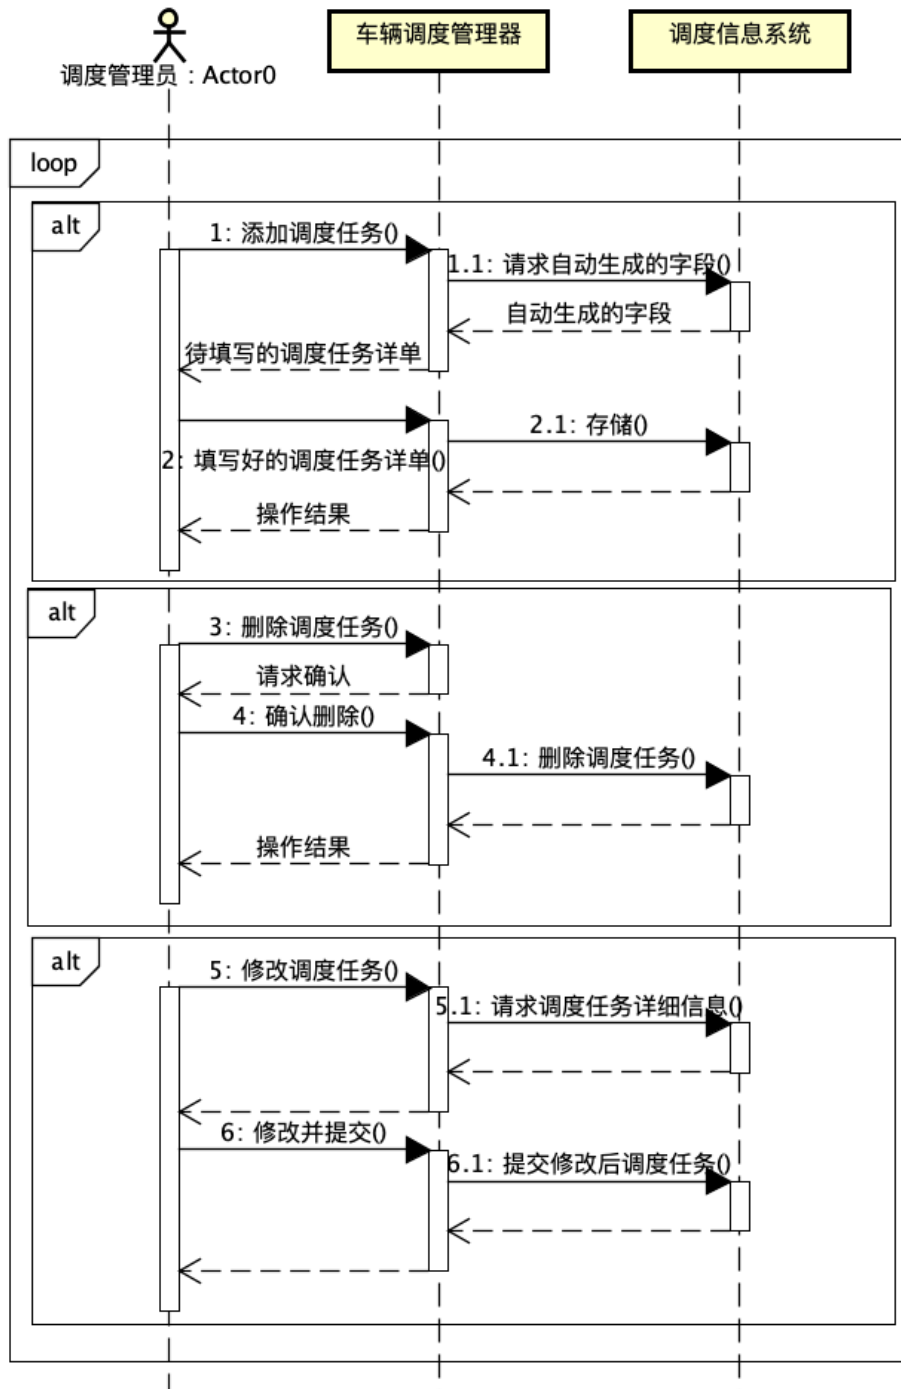 调度管理员 : Actor0
车辆调度管理器
调度信息系统
loop
alt
1: 添加调度任务()
1.1: 请求自动生成的字段()
自动生成的字段
待填写的调度任务详单
2: 填写好的调度任务详单()
2.1: 存储()
操作结果
alt
3: 删除调度任务()
请求确认
4: 确认删除()
4.1: 删除调度任务()
操作结果
alt
5: 修改调度任务()
5.1: 请求调度任务详细信息()
6: 修改并提交()
6.1: 提交修改后调度任务()